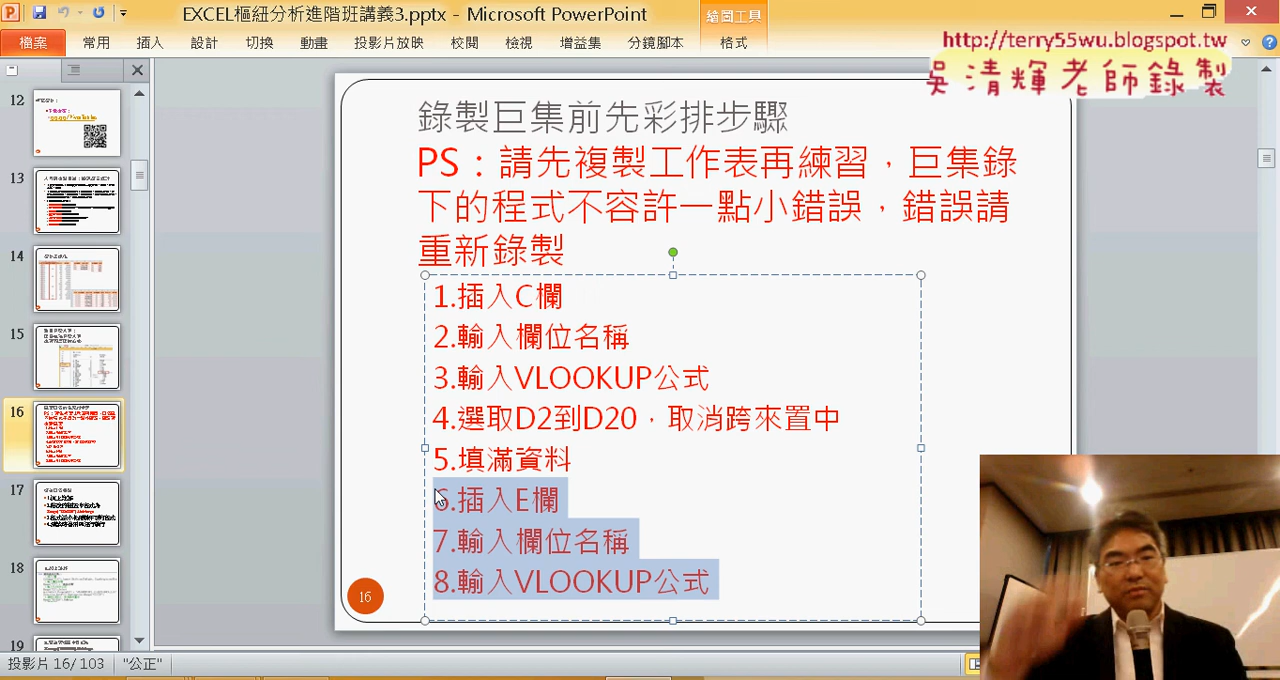 EXCEL樞紐分析進階班講義3.pptx - Microsoft PowerPoint
繪圖工具
檔案 常用 插入 設計 切換 動畫 投影片放映 校閱 檢視 增益集 分鏡腳本 格式
http://terry55wu.blogspot.tw
吳清輝老師錄製
錄製巨集前先彩排步驟
PS：請先複製工作表再練習，巨集錄
下的程式不容許一點小錯誤，錯誤請
重新錄製
1.插入C欄
2.輸入欄位名稱
3.輸入VLOOKUP公式
4.選取D2到D20，取消跨來置中
5.填滿資料
6.插入E欄
7.輸入欄位名稱
8.輸入VLOOKUP公式
16
12
13
14
15
16
17
18
19
投影片 16/ 103 "公正"